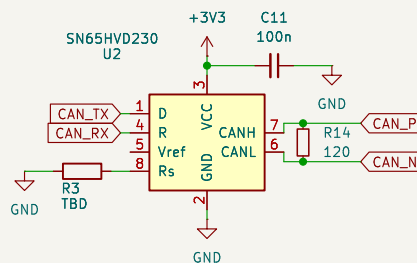 +3V3
C11
100n
SN65HVD230
U2
GND
3
VCC
CAN_TX
1
D
CAN_RX
4
R
5
Vref
8
Rs
CANH
7
CANL
6
GND
2
R14
120
CAN_P
CAN_N
R3
TBD
GND
GND